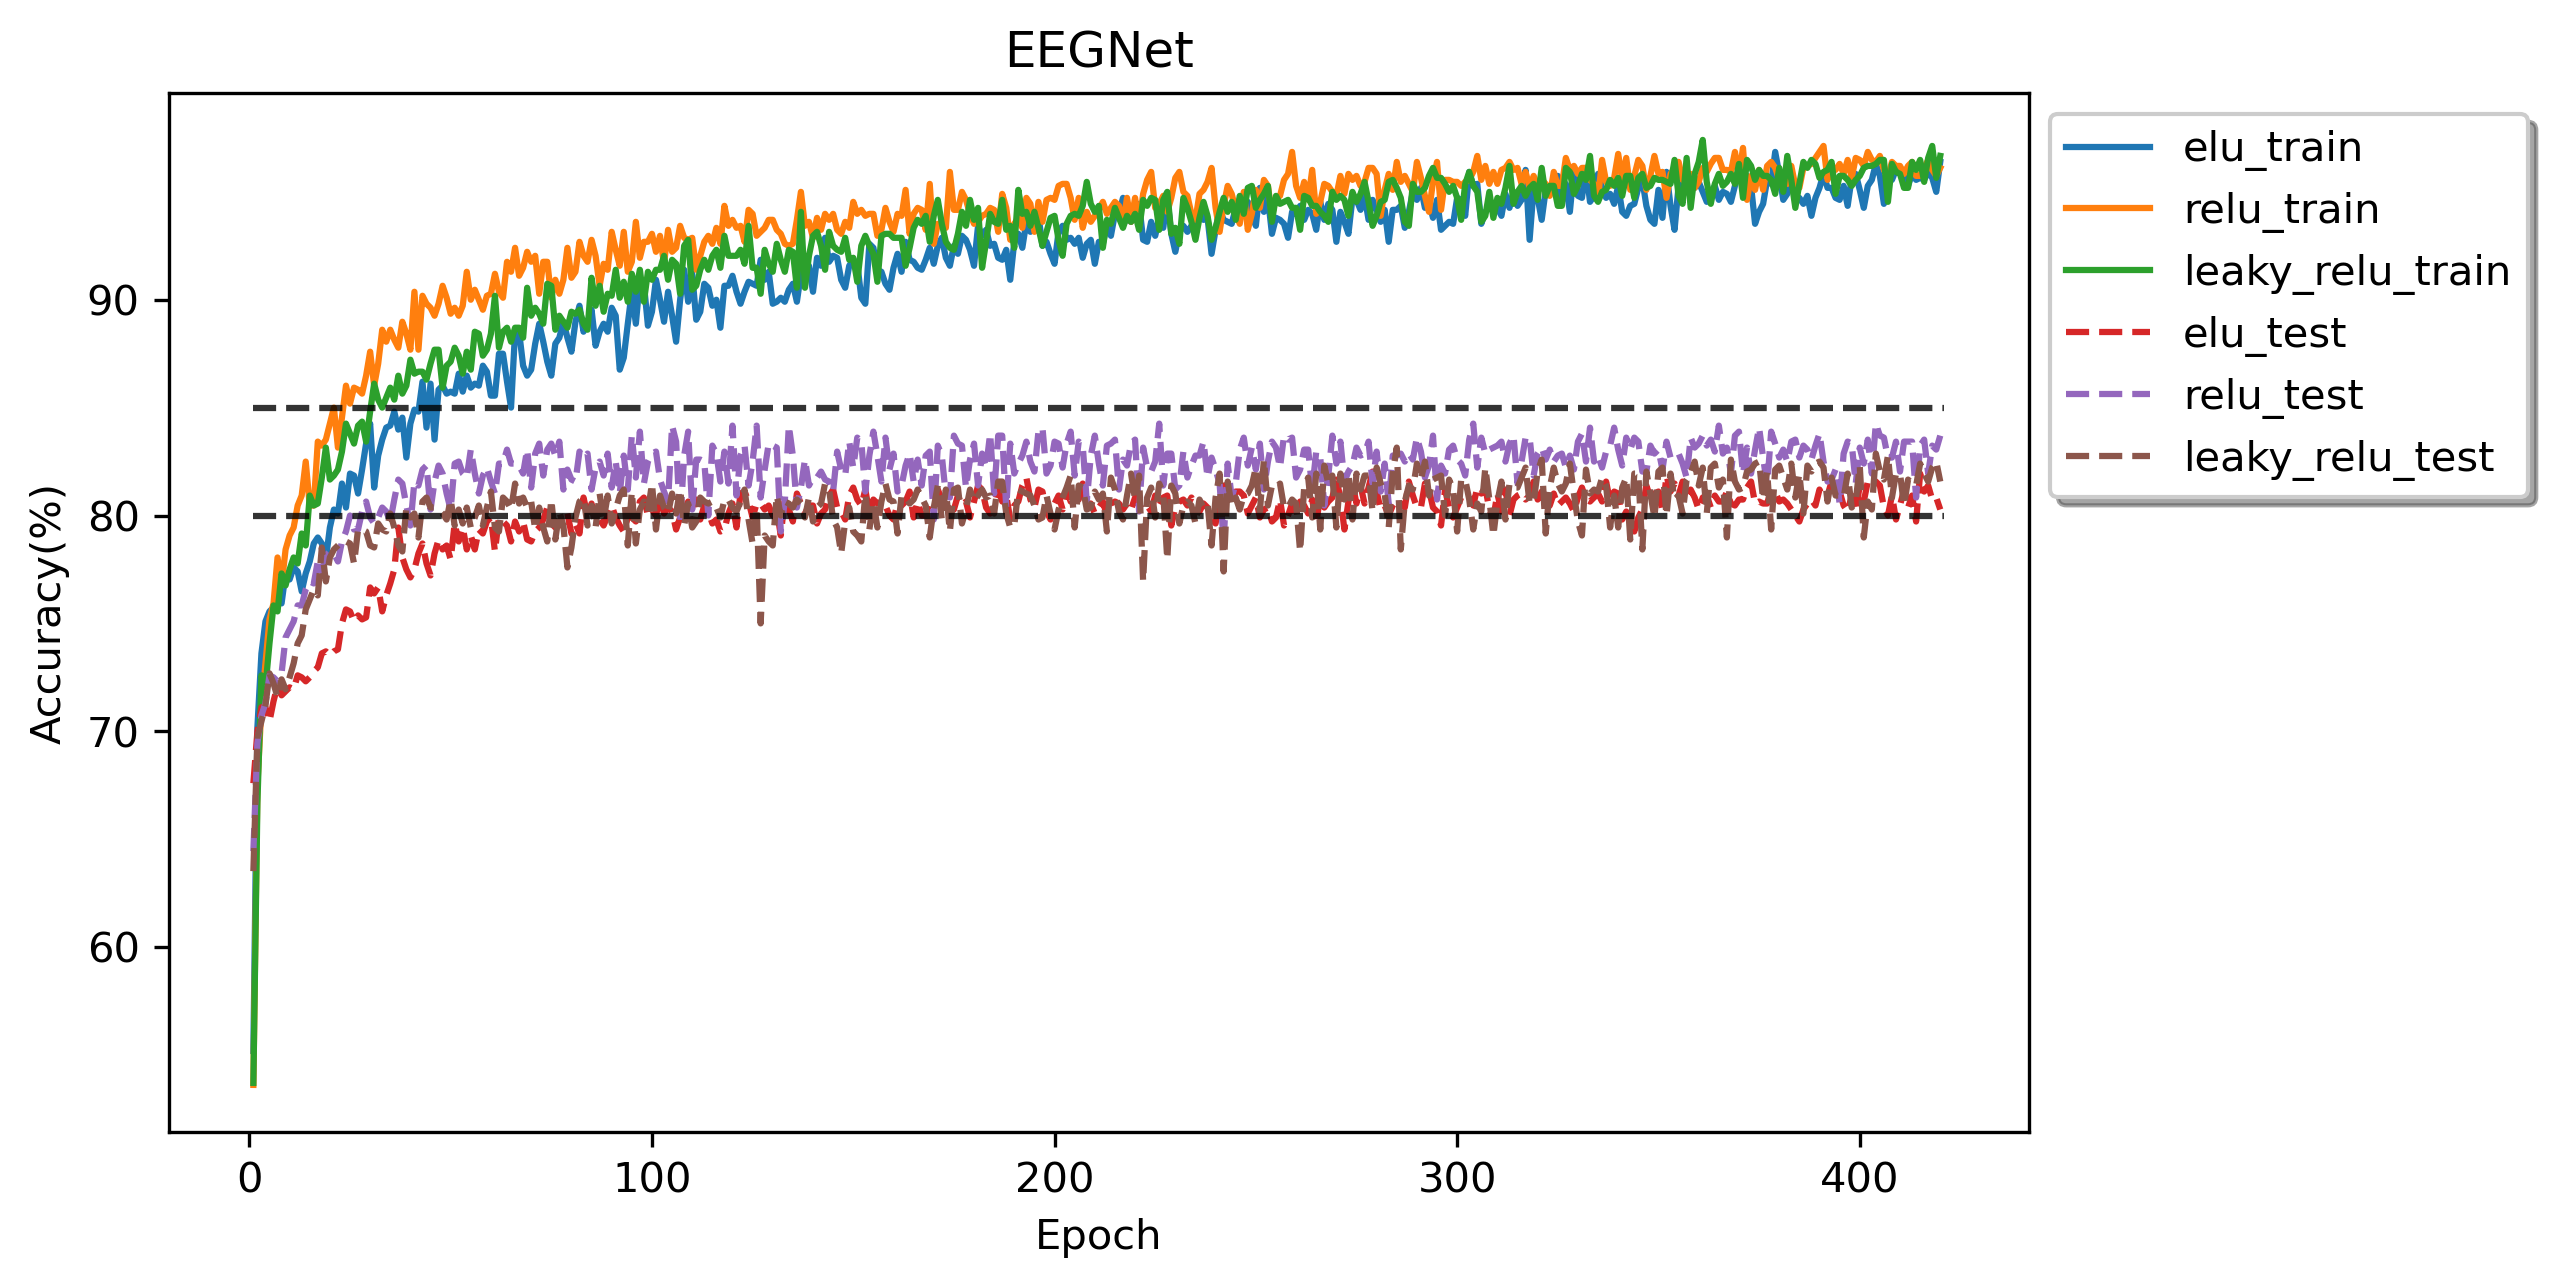 EEGNet
elu_train
relu_train
leaky_relu_train
elu_test
relu_test
leaky_relu_test
Accuracy(%)
90
80
70
60
0 100 200 300 400
Epoch